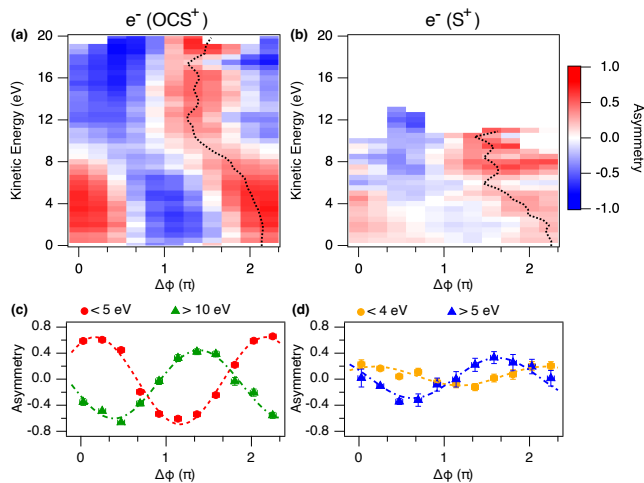 e⁻ (OCS⁺)
e⁻ (S⁺)
(a)
(b)
20
16
12
8
4
0
Kinetic Energy (eV)
0
1
2
Δϕ (π)
20
16
12
8
4
0
Kinetic Energy (eV)
0
1
2
Δϕ (π)
1.0
0.5
0.0
-0.5
-1.0
Asymmetry
(c)
< 5 eV
> 10 eV
0.8
0.4
0.0
-0.4
-0.8
Asymmetry
0
1
2
Δϕ (π)
(d)
< 4 eV
> 5 eV
0.8
0.4
0.0
-0.4
-0.8
Asymmetry
0
1
2
Δϕ (π)